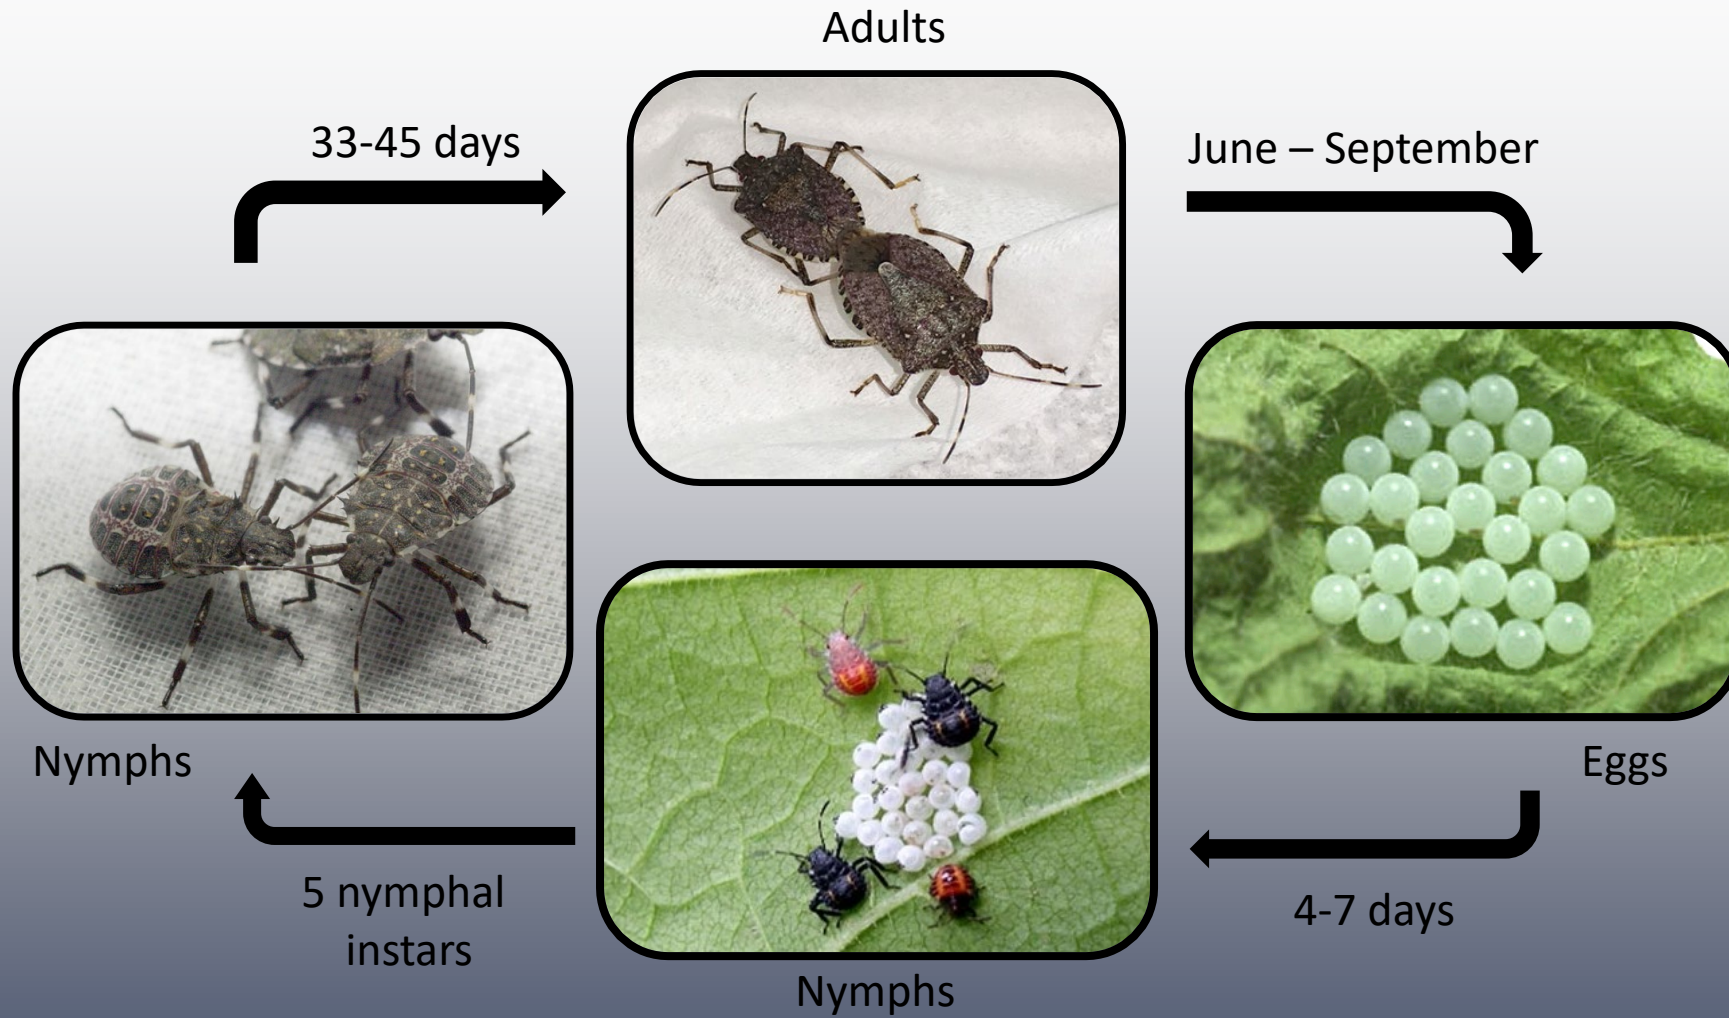 Adults
33-45 days
June – September
Nymphs
Eggs
5 nymphal
instars
4-7 days
Nymphs